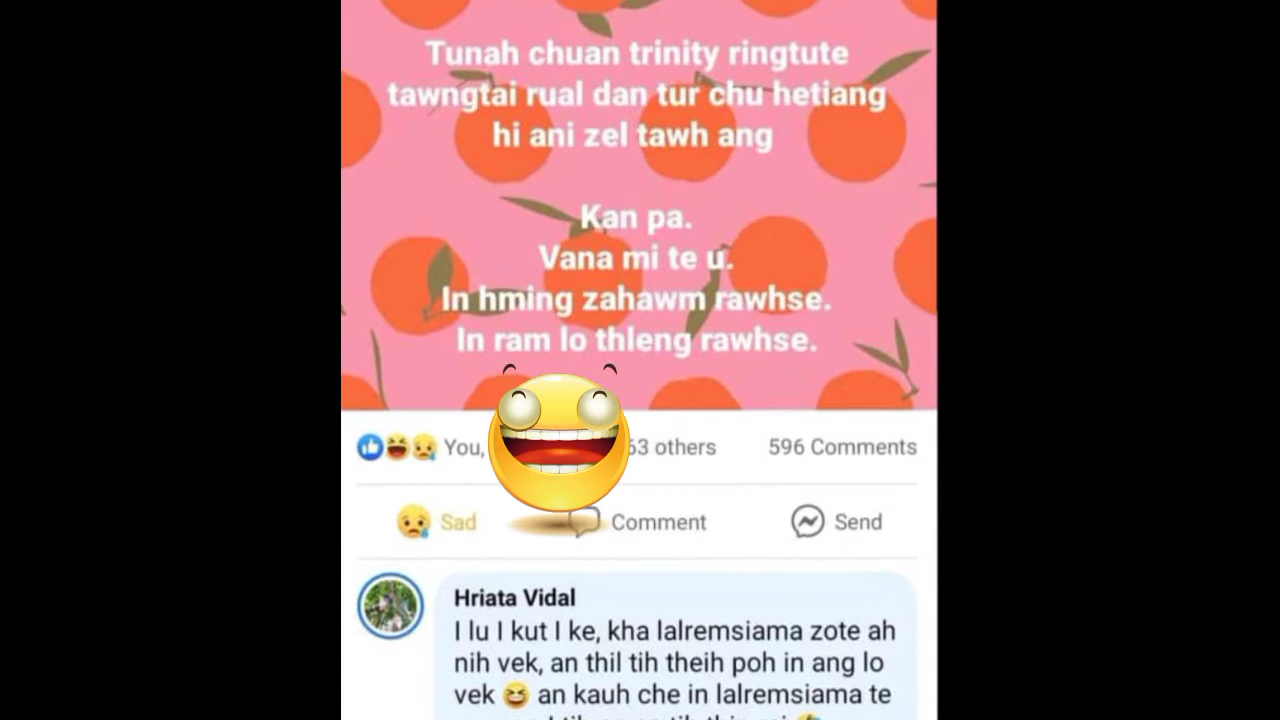 Tunah chuan trinity ringtute
tawngtai rual dan tur chu hetiang
hi ani zel tawh ang
Kan pa.
Vana mi te u.
In hming zahawm rawhse.
In ram lo thleng rawhse.
You, 63 others 596 Comments
Sad Comment Send
Hriata Vidal
I lu I kut I ke, kha lalremsiama zote ah
nih vek, an thil tih theih poh in ang lo
vek 😆 an kauh che in lalremsiama te